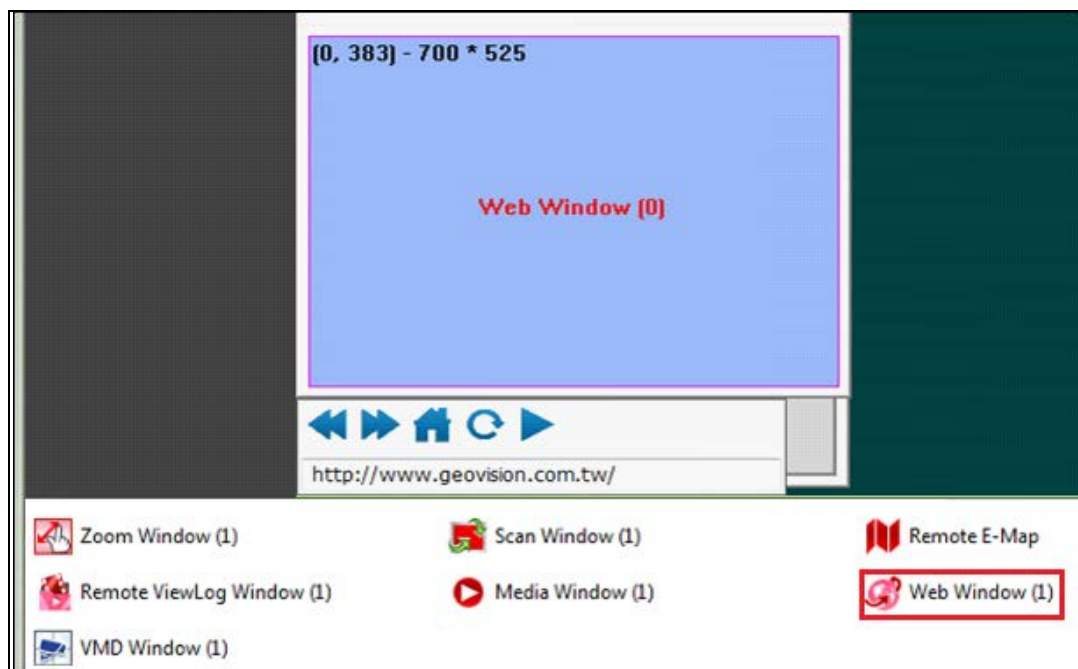 (0, 383) - 700 * 525
Web Window (0)
http://www.geovision.com.tw/
Zoom Window (1)
Scan Window (1)
Remote E-Map
Remote ViewLog Window (1)
Media Window (1)
Web Window (1)
VMD Window (1)